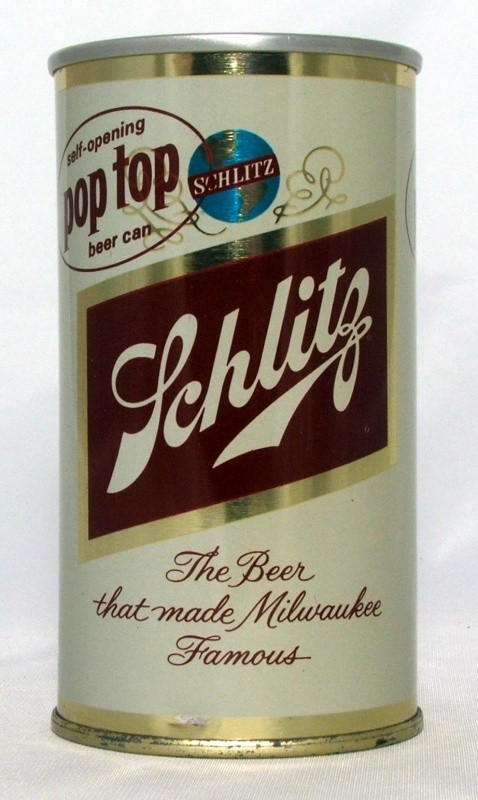 self-opening
pop top
beer can
SCHLITZ
Schlitz
The Beer
that made Milwaukee
Famous